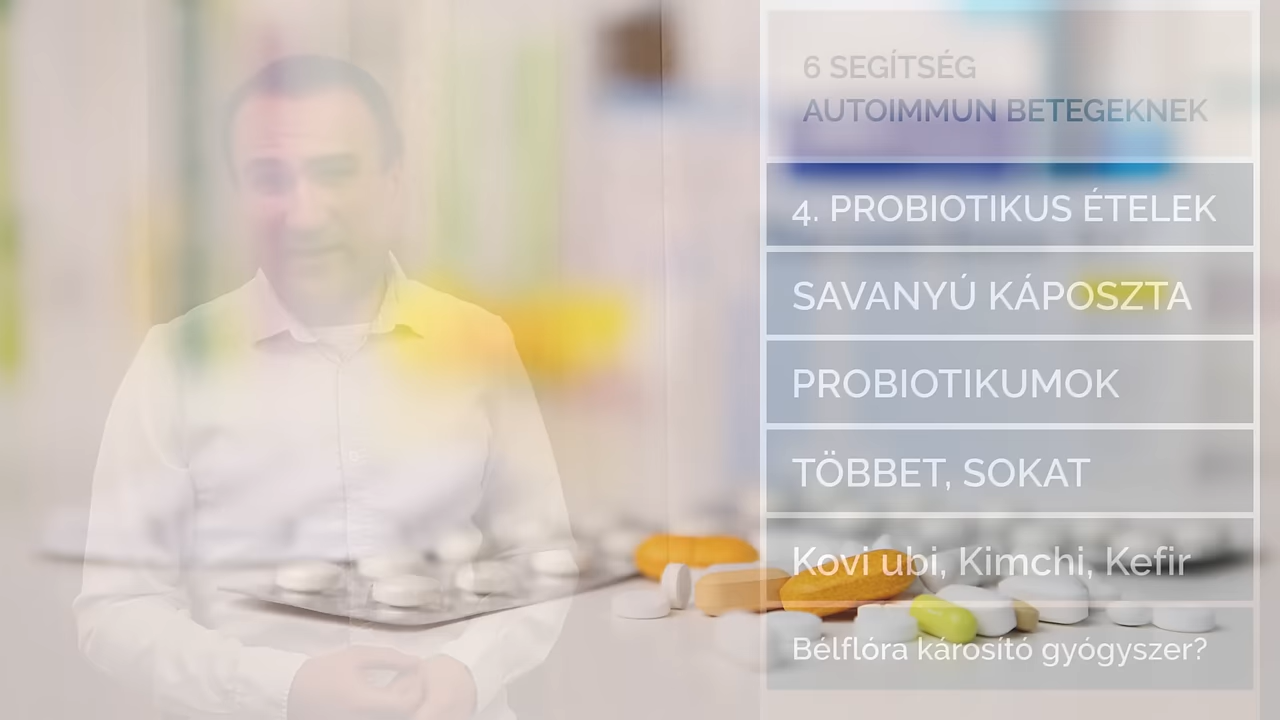 6 SEGÍTSÉG
AUTOIMMUN BETEGEKNEK
4. PROBIOTIKUS ÉTELEK
SAVANYÚ KÁPOSZTA
PROBIOTIKUMOK
TÖBBET, SOKAT
Kovi ubi, Kimchi, Kefir
Bélflóra károsító gyógyszer?